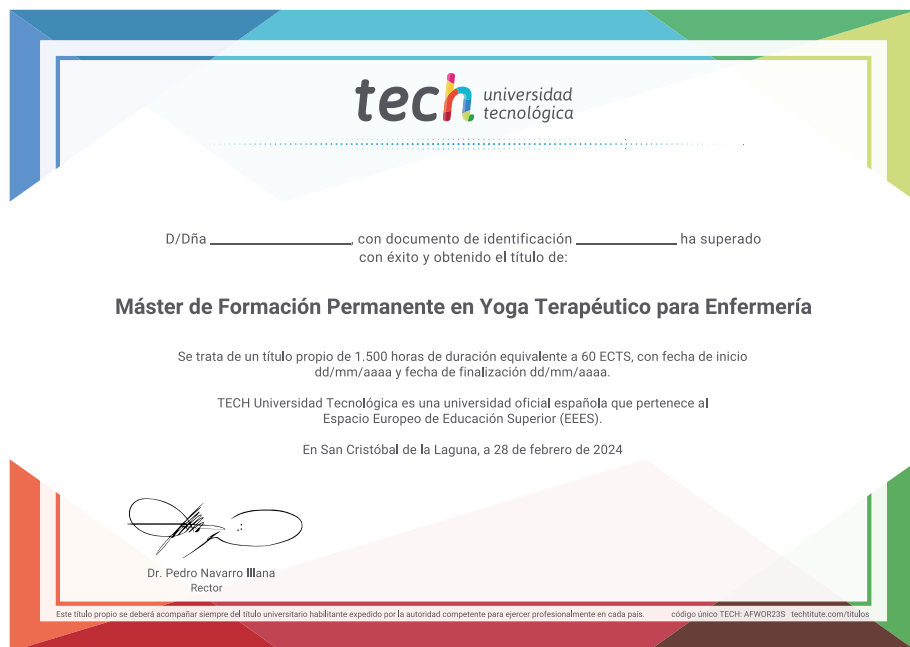 tech universidad
tecnológica
D/Dña ____________, con documento de identificación ____________ ha superado
con éxito y obtenido el título de:
Máster de Formación Permanente en Yoga Terapéutico para Enfermería
Se trata de un título propio de 1.500 horas de duración equivalente a 60 ECTS, con fecha de inicio
dd/mm/aaaa y fecha de finalización dd/mm/aaaa.
TECH Universidad Tecnológica es una universidad oficial española que pertenece al
Espacio Europeo de Educación Superior (EEES).
En San Cristóbal de la Laguna, a 28 de febrero de 2024
Dr. Pedro Navarro Illana
Rector
Este título propio se deberá acompañar siempre del título universitario habilitante expedido por la autoridad competente para ejercer profesionalmente en cada país. código único TECH: AFWOR23S techtitute.com/titulos